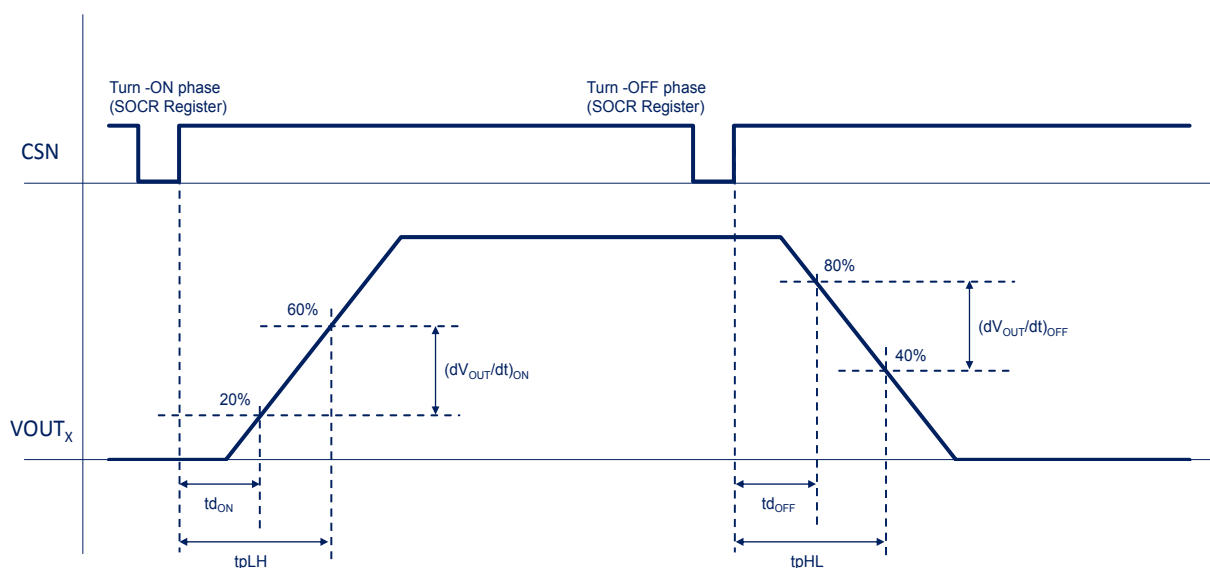 Turn -ON phase
(SOCR Register)
Turn -OFF phase
(SOCR Register)
CSN
80%
60%
(dVOUT/dt)OFF
(dVOUT/dt)ON
40%
20%
VOUTX
tdON
tdOFF
tpLH
tpHL